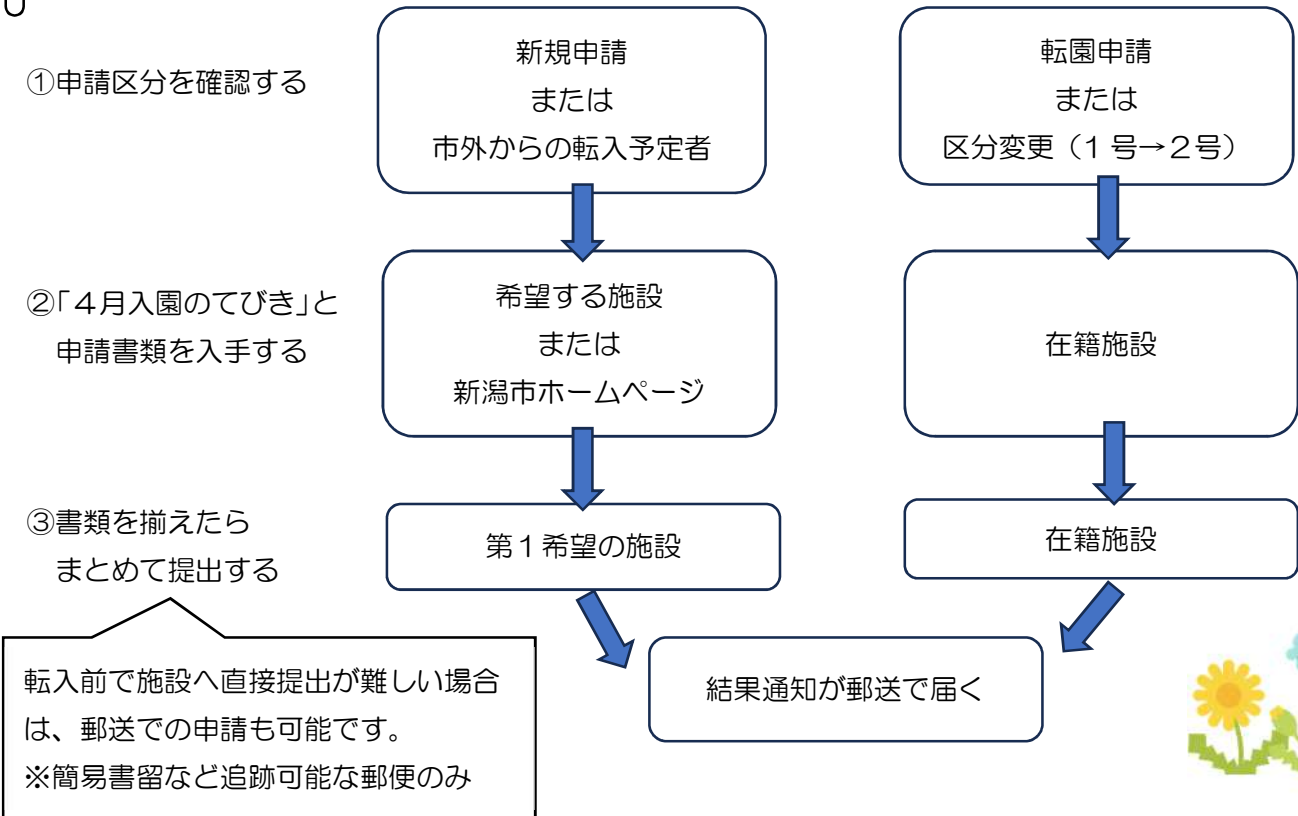 ①申請区分を確認する
新規申請
または
市外からの転入予定者
転園申請
または
区分変更（1号→2号）
②「4月入園のてびき」と
申請書類を入手する
希望する施設
または
新潟市ホームページ
在籍施設
③書類を揃えたら
まとめて提出する
第1希望の施設
在籍施設
転入前で施設へ直接提出が難しい場合
は、郵送での申請も可能です。
※簡易書留など追跡可能な郵便のみ
結果通知が郵送で届く